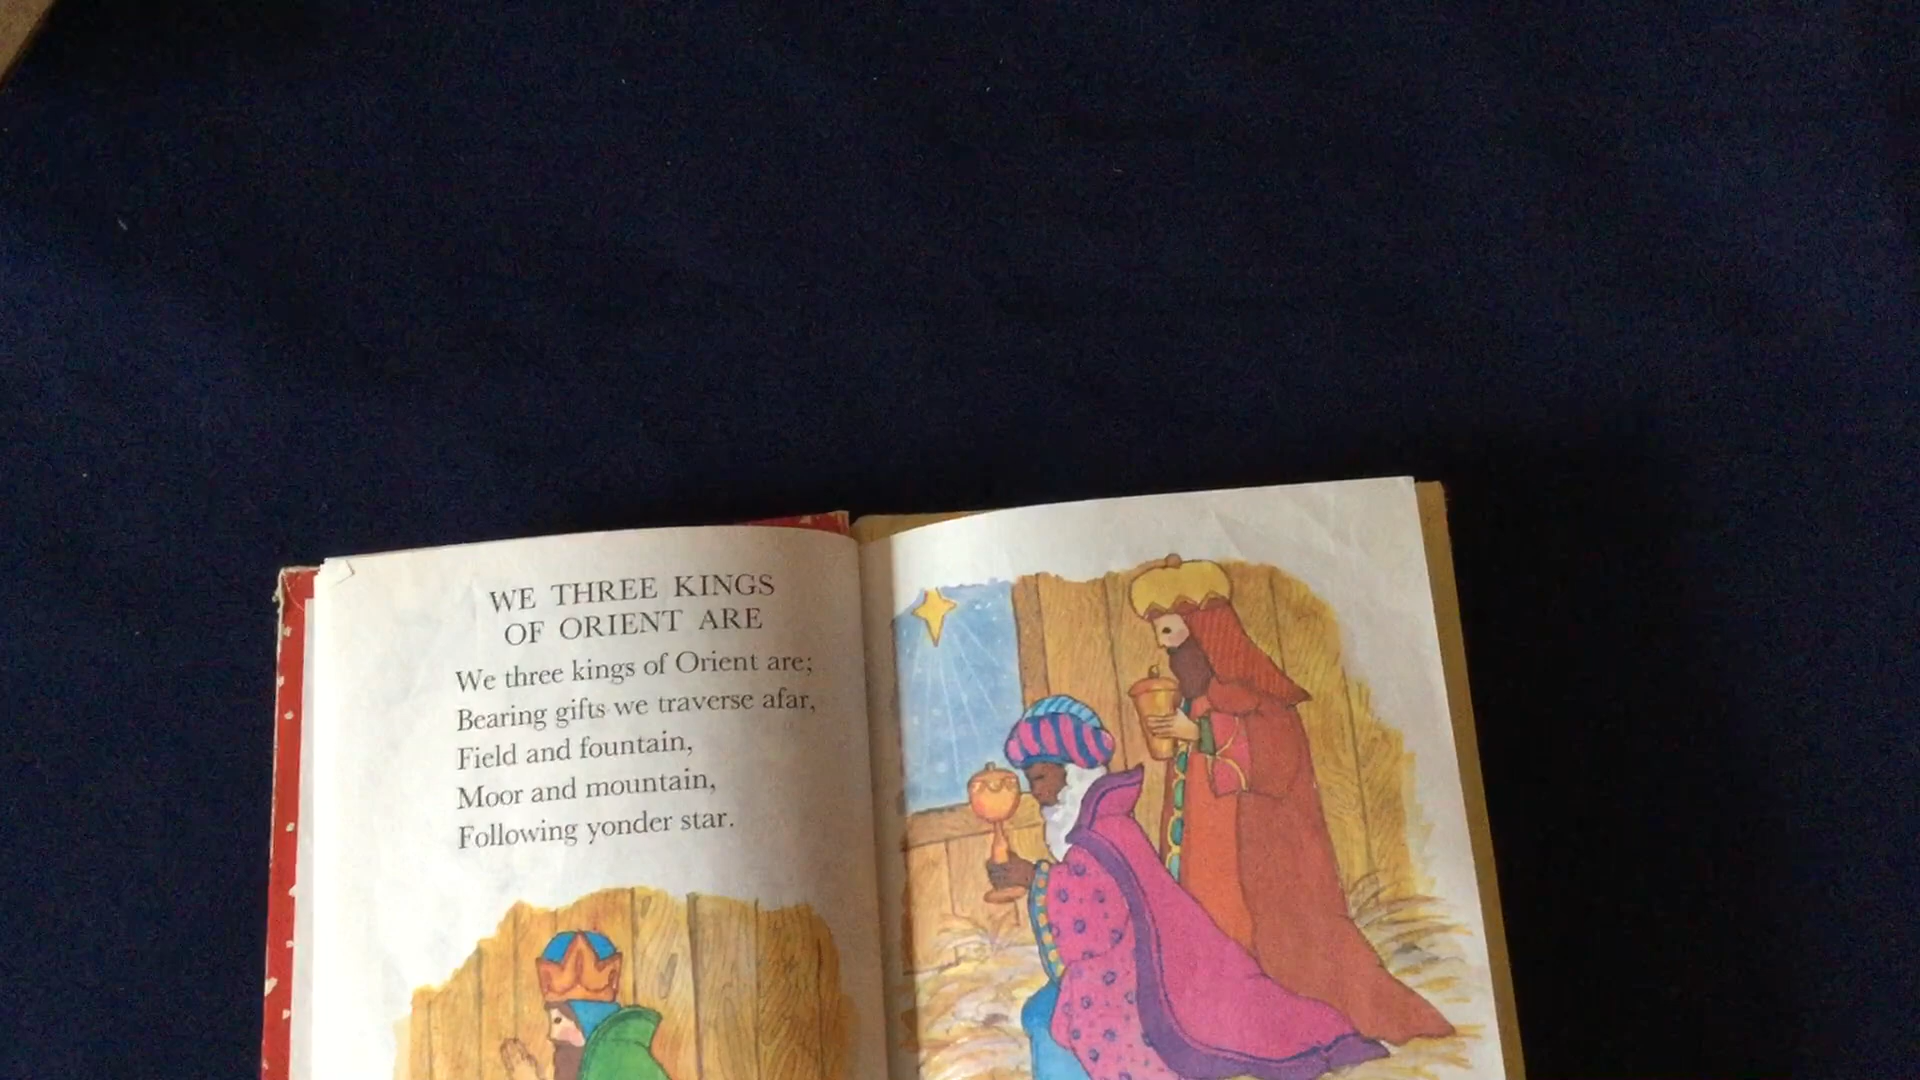 WE THREE KINGS
OF ORIENT ARE
We three kings of Orient are;
Bearing gifts we traverse afar,
Field and fountain,
Moor and mountain,
Following yonder star.